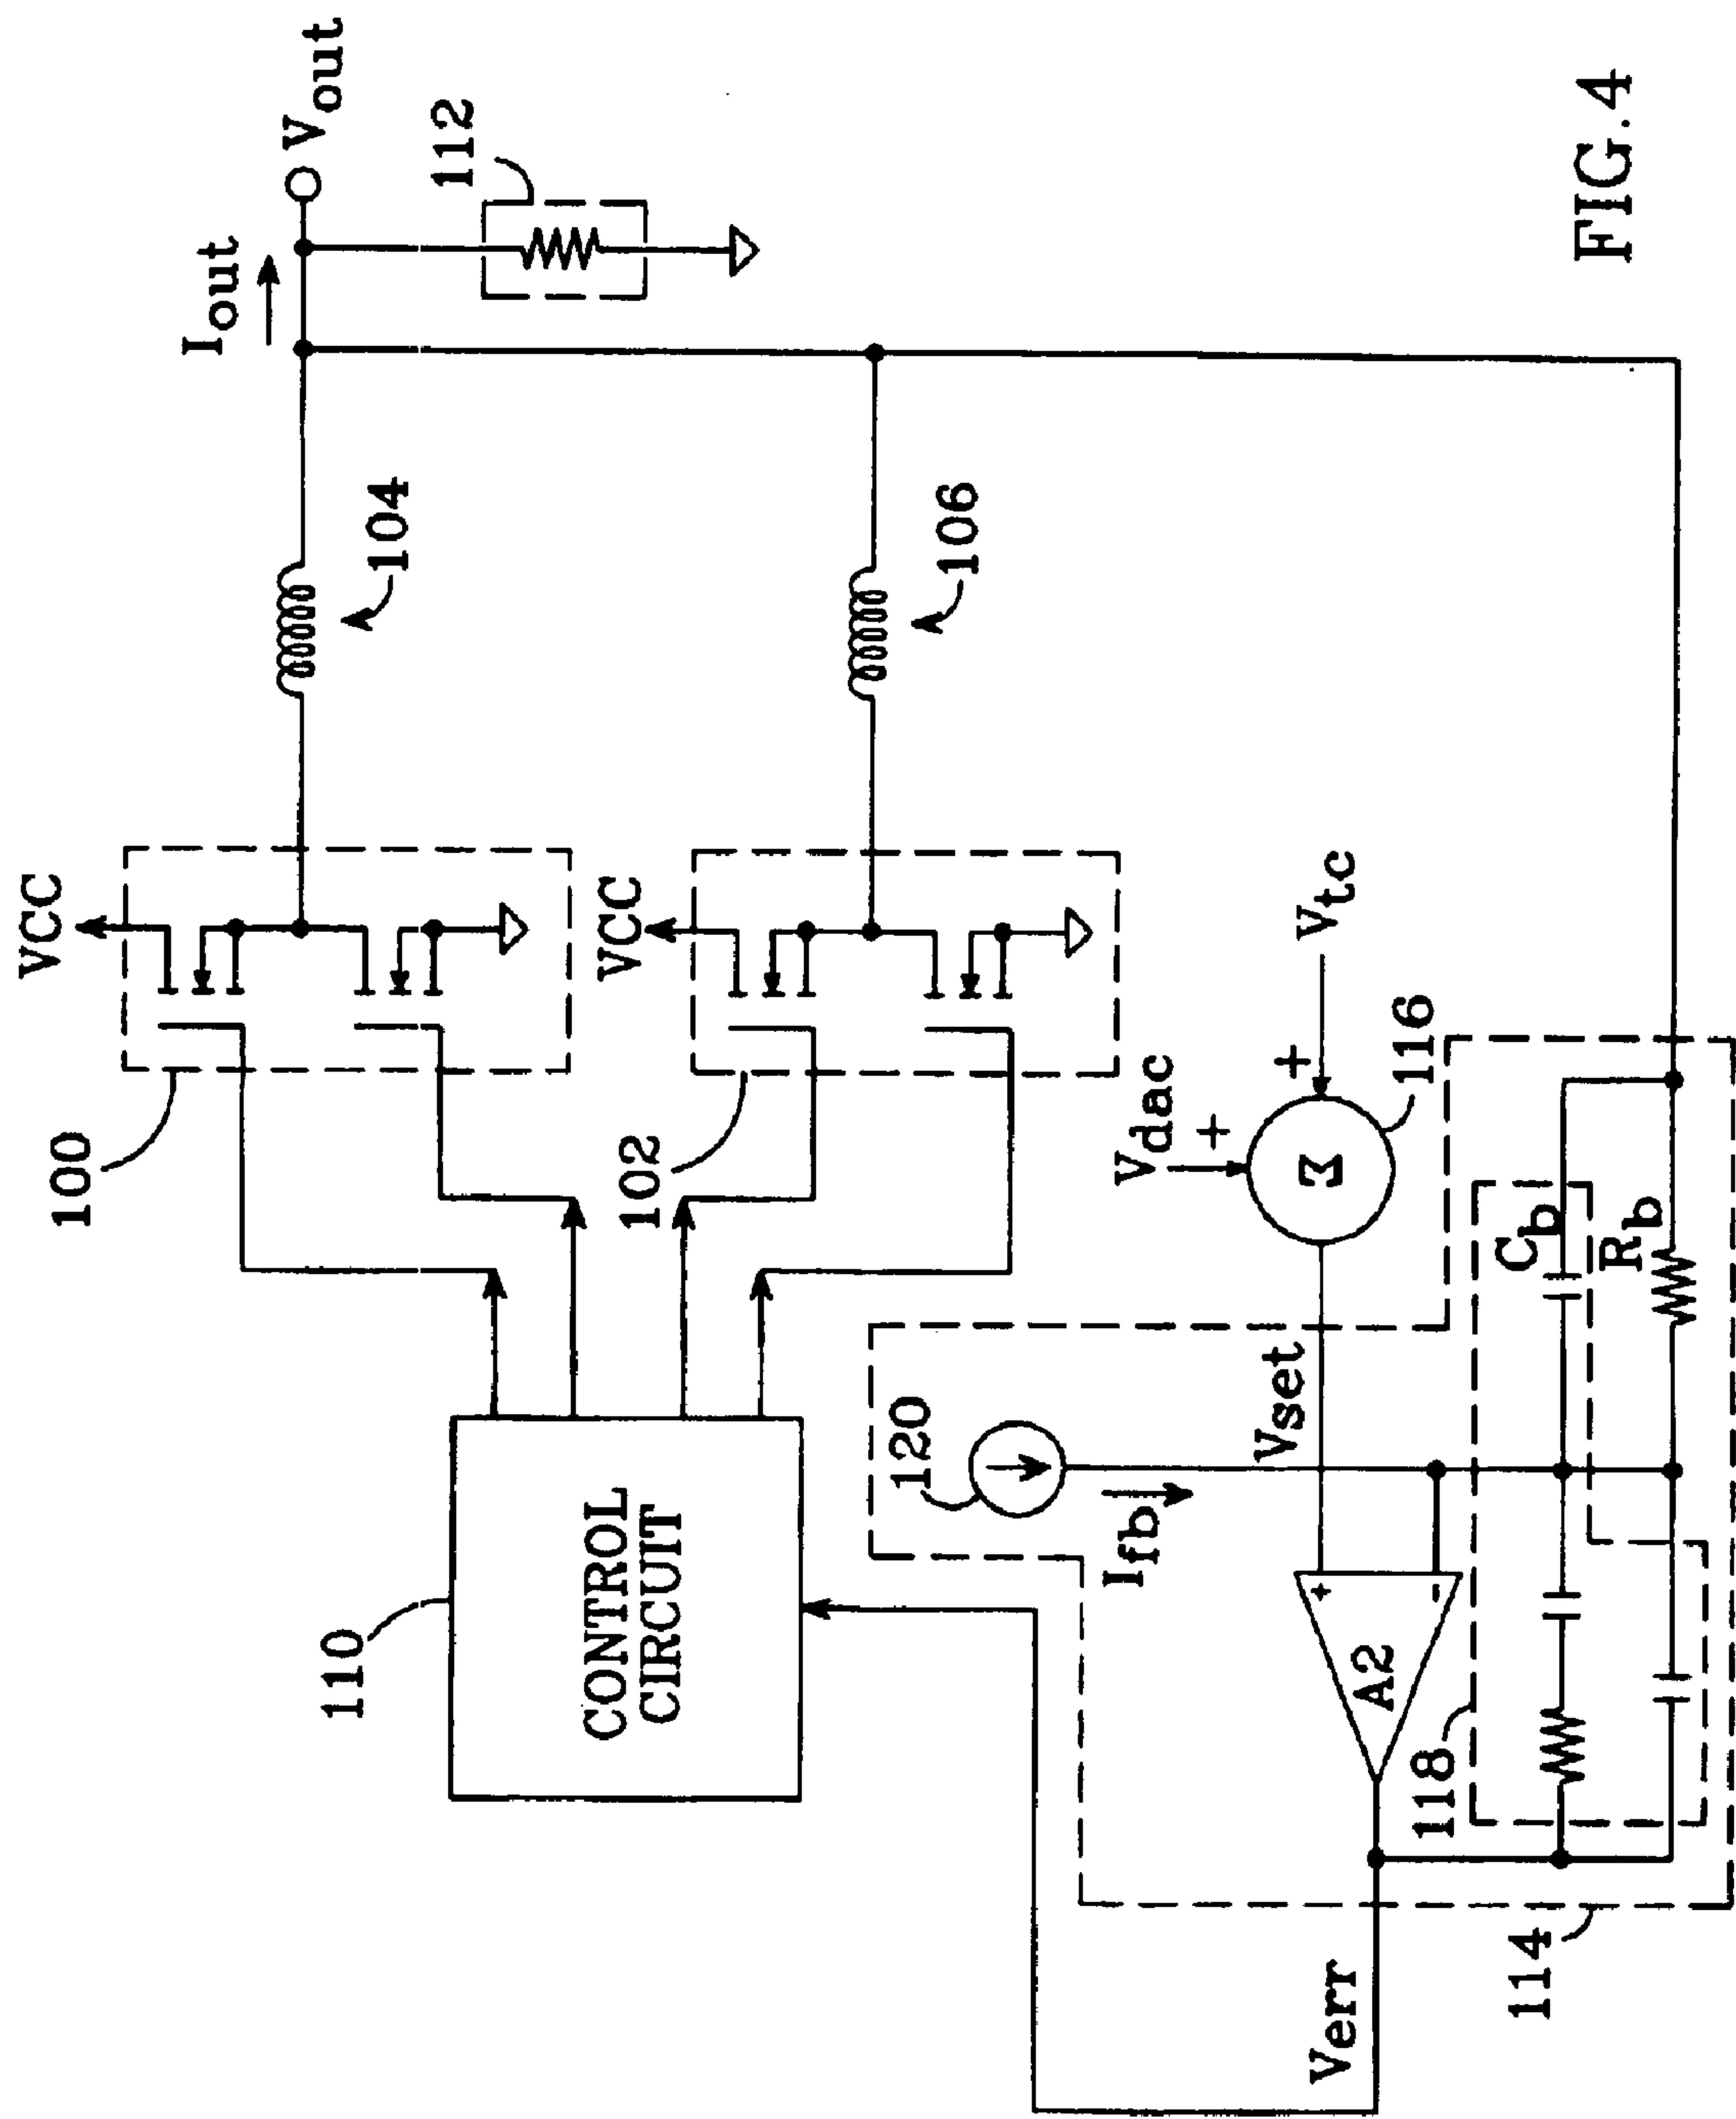 VCC
100
104
I_out
V_out
112
VCC
102
106
110
CONTROL
CIRCUIT
120
I_fb
V_dac
+
V_tc
+
Σ
116
V_set
+
-
A2
118
C_b
R_b
V_err
114
FIG.4